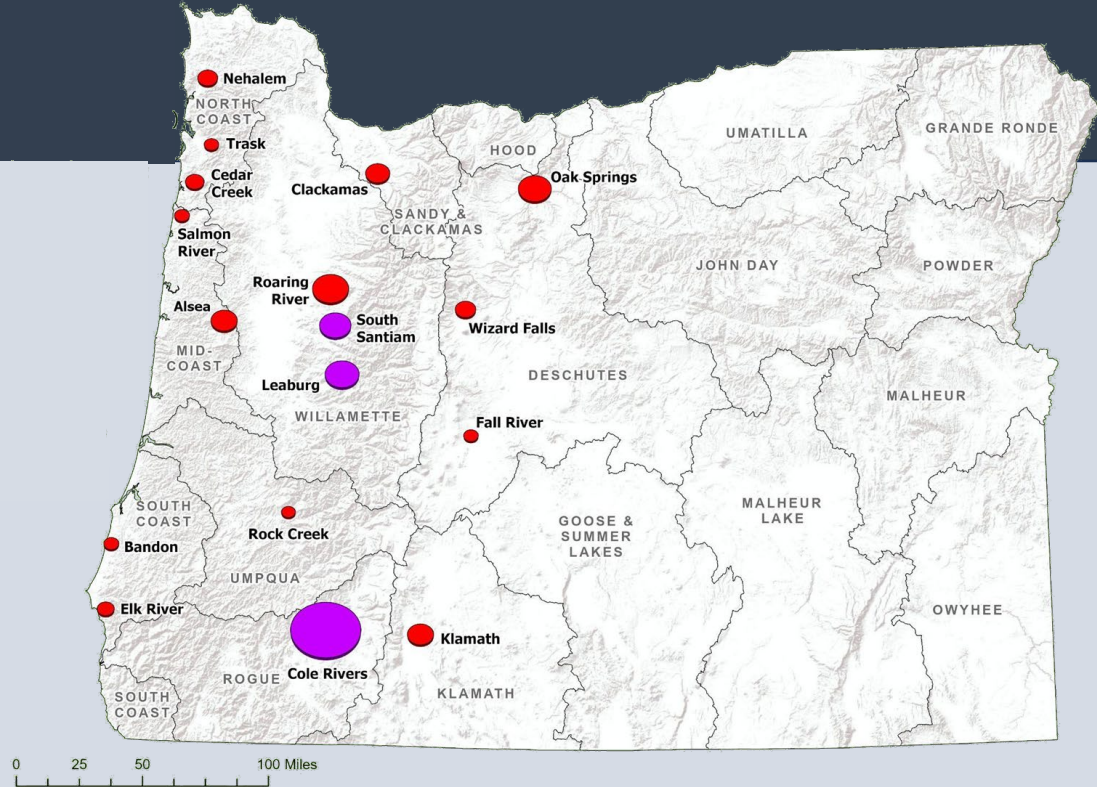 Nehalem
NORTH
COAST
Trask
Cedar
Creek
Salmon
River
Clackamas
HOOD
Oak Springs
UMATILLA
GRANDE RONDE
SANDY &
CLACKAMAS
JOHN DAY
POWDER
Roaring
River
Alsea
South
Santiam
Wizard Falls
MID-
COAST
Leaburg
DESCHUTES
MALHEUR
WILLAMETTE
Fall River
SOUTH
COAST
Rock Creek
GOOSE &
SUMMER
LAKES
MALHEUR
LAKE
Bandon
UMPQUA
Elk River
OWYHEE
Klamath
Cole Rivers
ROGUE
KLAMATH
SOUTH
COAST
0 25 50 100 Miles